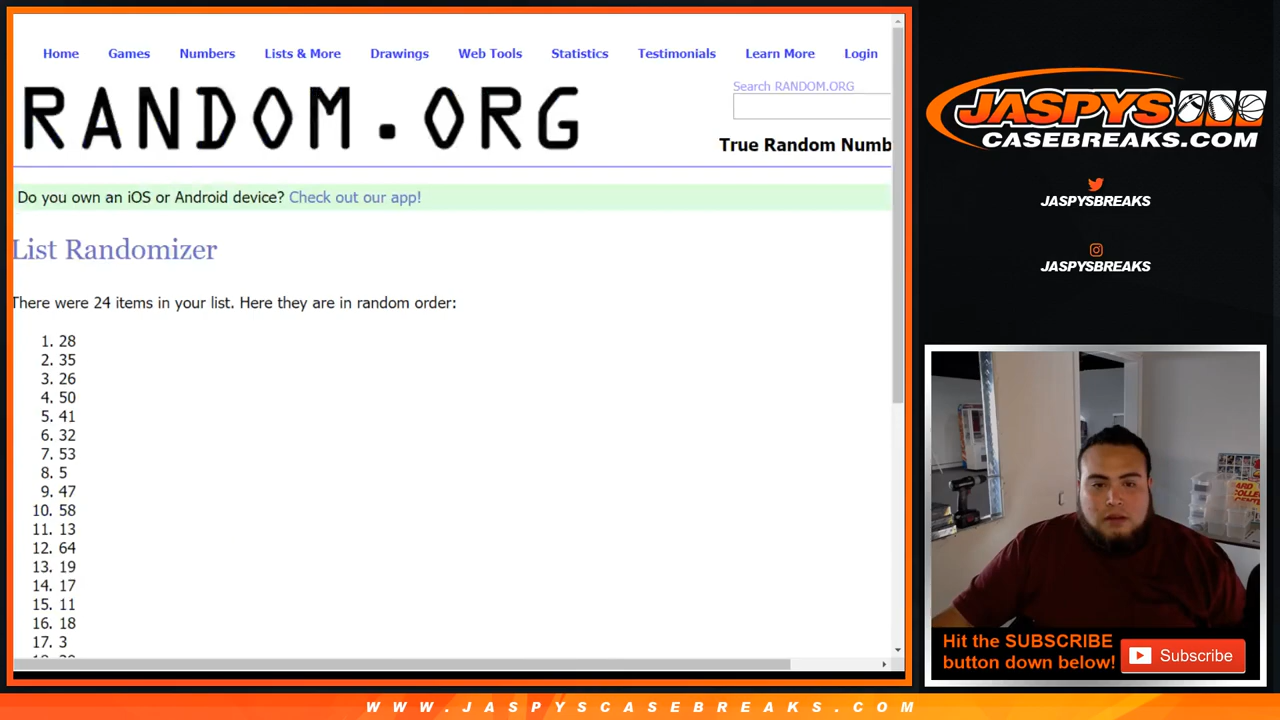 Home Games Numbers Lists & More Drawings Web Tools Statistics Testimonials Learn More Login
RANDOM.ORG
Search RANDOM.ORG
True Random Numb
Do you own an iOS or Android device? Check out our app!
List Randomizer
There were 24 items in your list. Here they are in random order:
1. 28
2. 35
3. 26
4. 50
5. 41
6. 32
7. 53
8. 5
9. 47
10. 58
11. 13
12. 64
13. 19
14. 17
15. 11
16. 18
17. 3
JASPYS
CASEBREAKS.COM
JASPYSBREAKS
JASPYSBREAKS
Hit the SUBSCRIBE
button down below!
Subscribe
WWW.JASPYSCASEBREAKS.COM